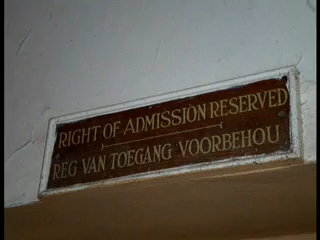 RIGHT OF ADMISSION RESERVED
REG VAN TOEGANG VOORBEHOU